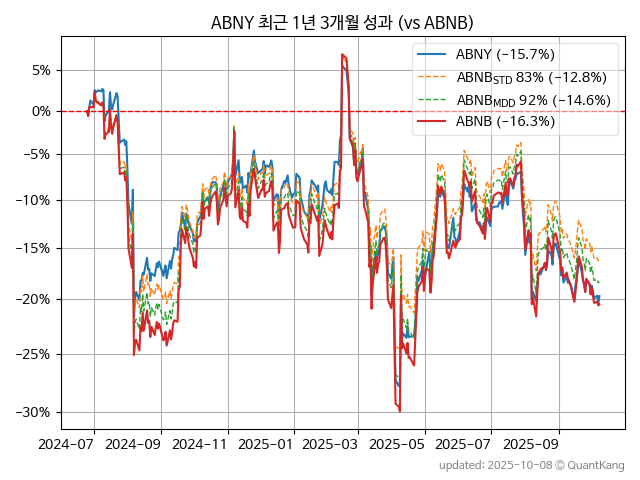 ABNY 최근 1년 3개월 성과 (vs ABNB)
ABNY (−15.7%)
ABNB_STD 83% (−12.8%)
ABNB_MDD 92% (−14.6%)
ABNB (−16.3%)
5%
0%
−5%
−10%
−15%
−20%
−25%
−30%
2024−07 2024−09 2024−11 2025−01 2025−03 2025−05 2025−07 2025−09
updated: 2025-10-08 © QuantKang